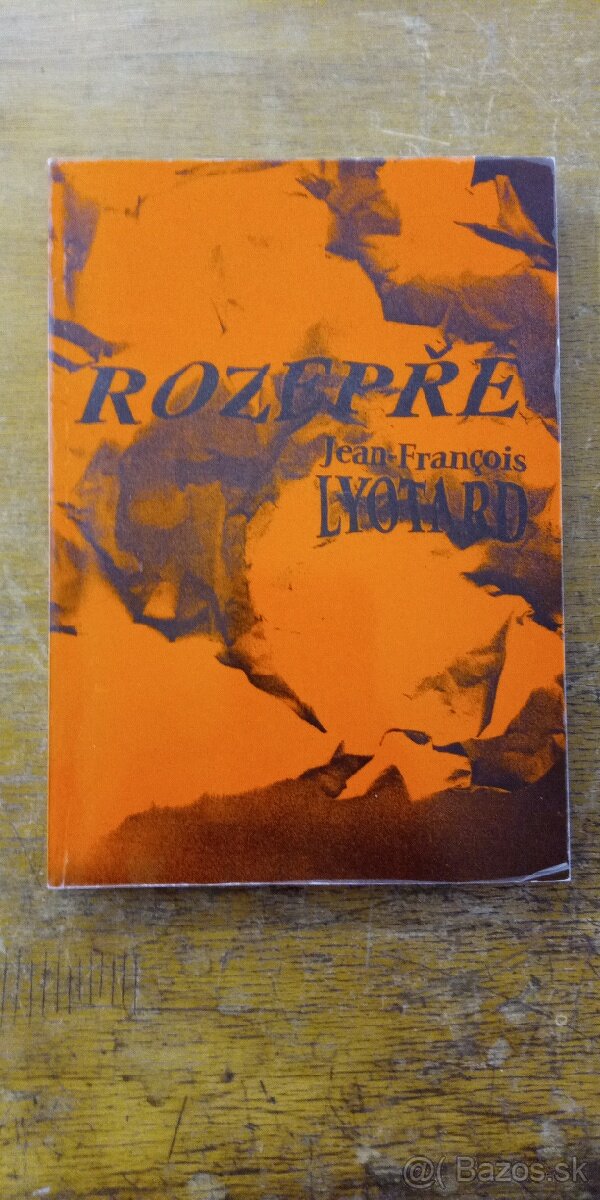 ROZEPŘE
Jean-François
LYOTARD
@( Bazos.sk